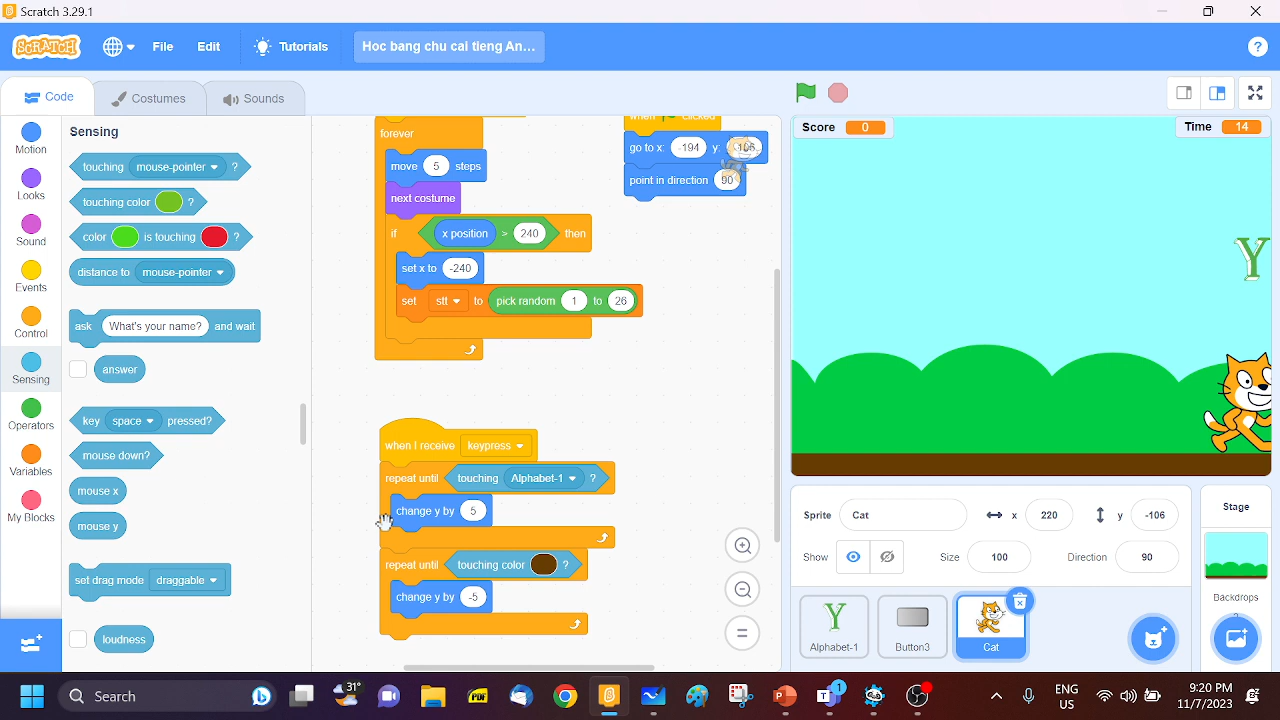 Scratch 3.29.1
SCRATCH File Edit Tutorials Hoc bang chu cai tieng An...
?
Code Costumes Sounds
Motion
Looks
Sound
Events
Control
Sensing
Operators
Variables
My Blocks
Sensing
touching mouse-pointer ?
touching color ?
color is touching ?
distance to mouse-pointer
ask What's your name? and wait
answer
key space pressed?
mouse down?
mouse x
mouse y
set drag mode draggable
loudness
forever
move 5 steps
next costume
if x position > 240 then
set x to -240
set stt to pick random 1 to 26
when clicked
go to x: -194 y: -106
point in direction 90
when I receive keypress
repeat until touching Alphabet-1 ?
change y by 5
repeat until touching color ?
change y by -5
Score 0
Time 14
Y
Sprite Cat x 220 y -106
Show Size 100 Direction 90
Y
Alphabet-1 Button3 Cat
Stage
Backdrops
Search
31°
PDF
1
ENG
US
9:20 PM
11/7/2023